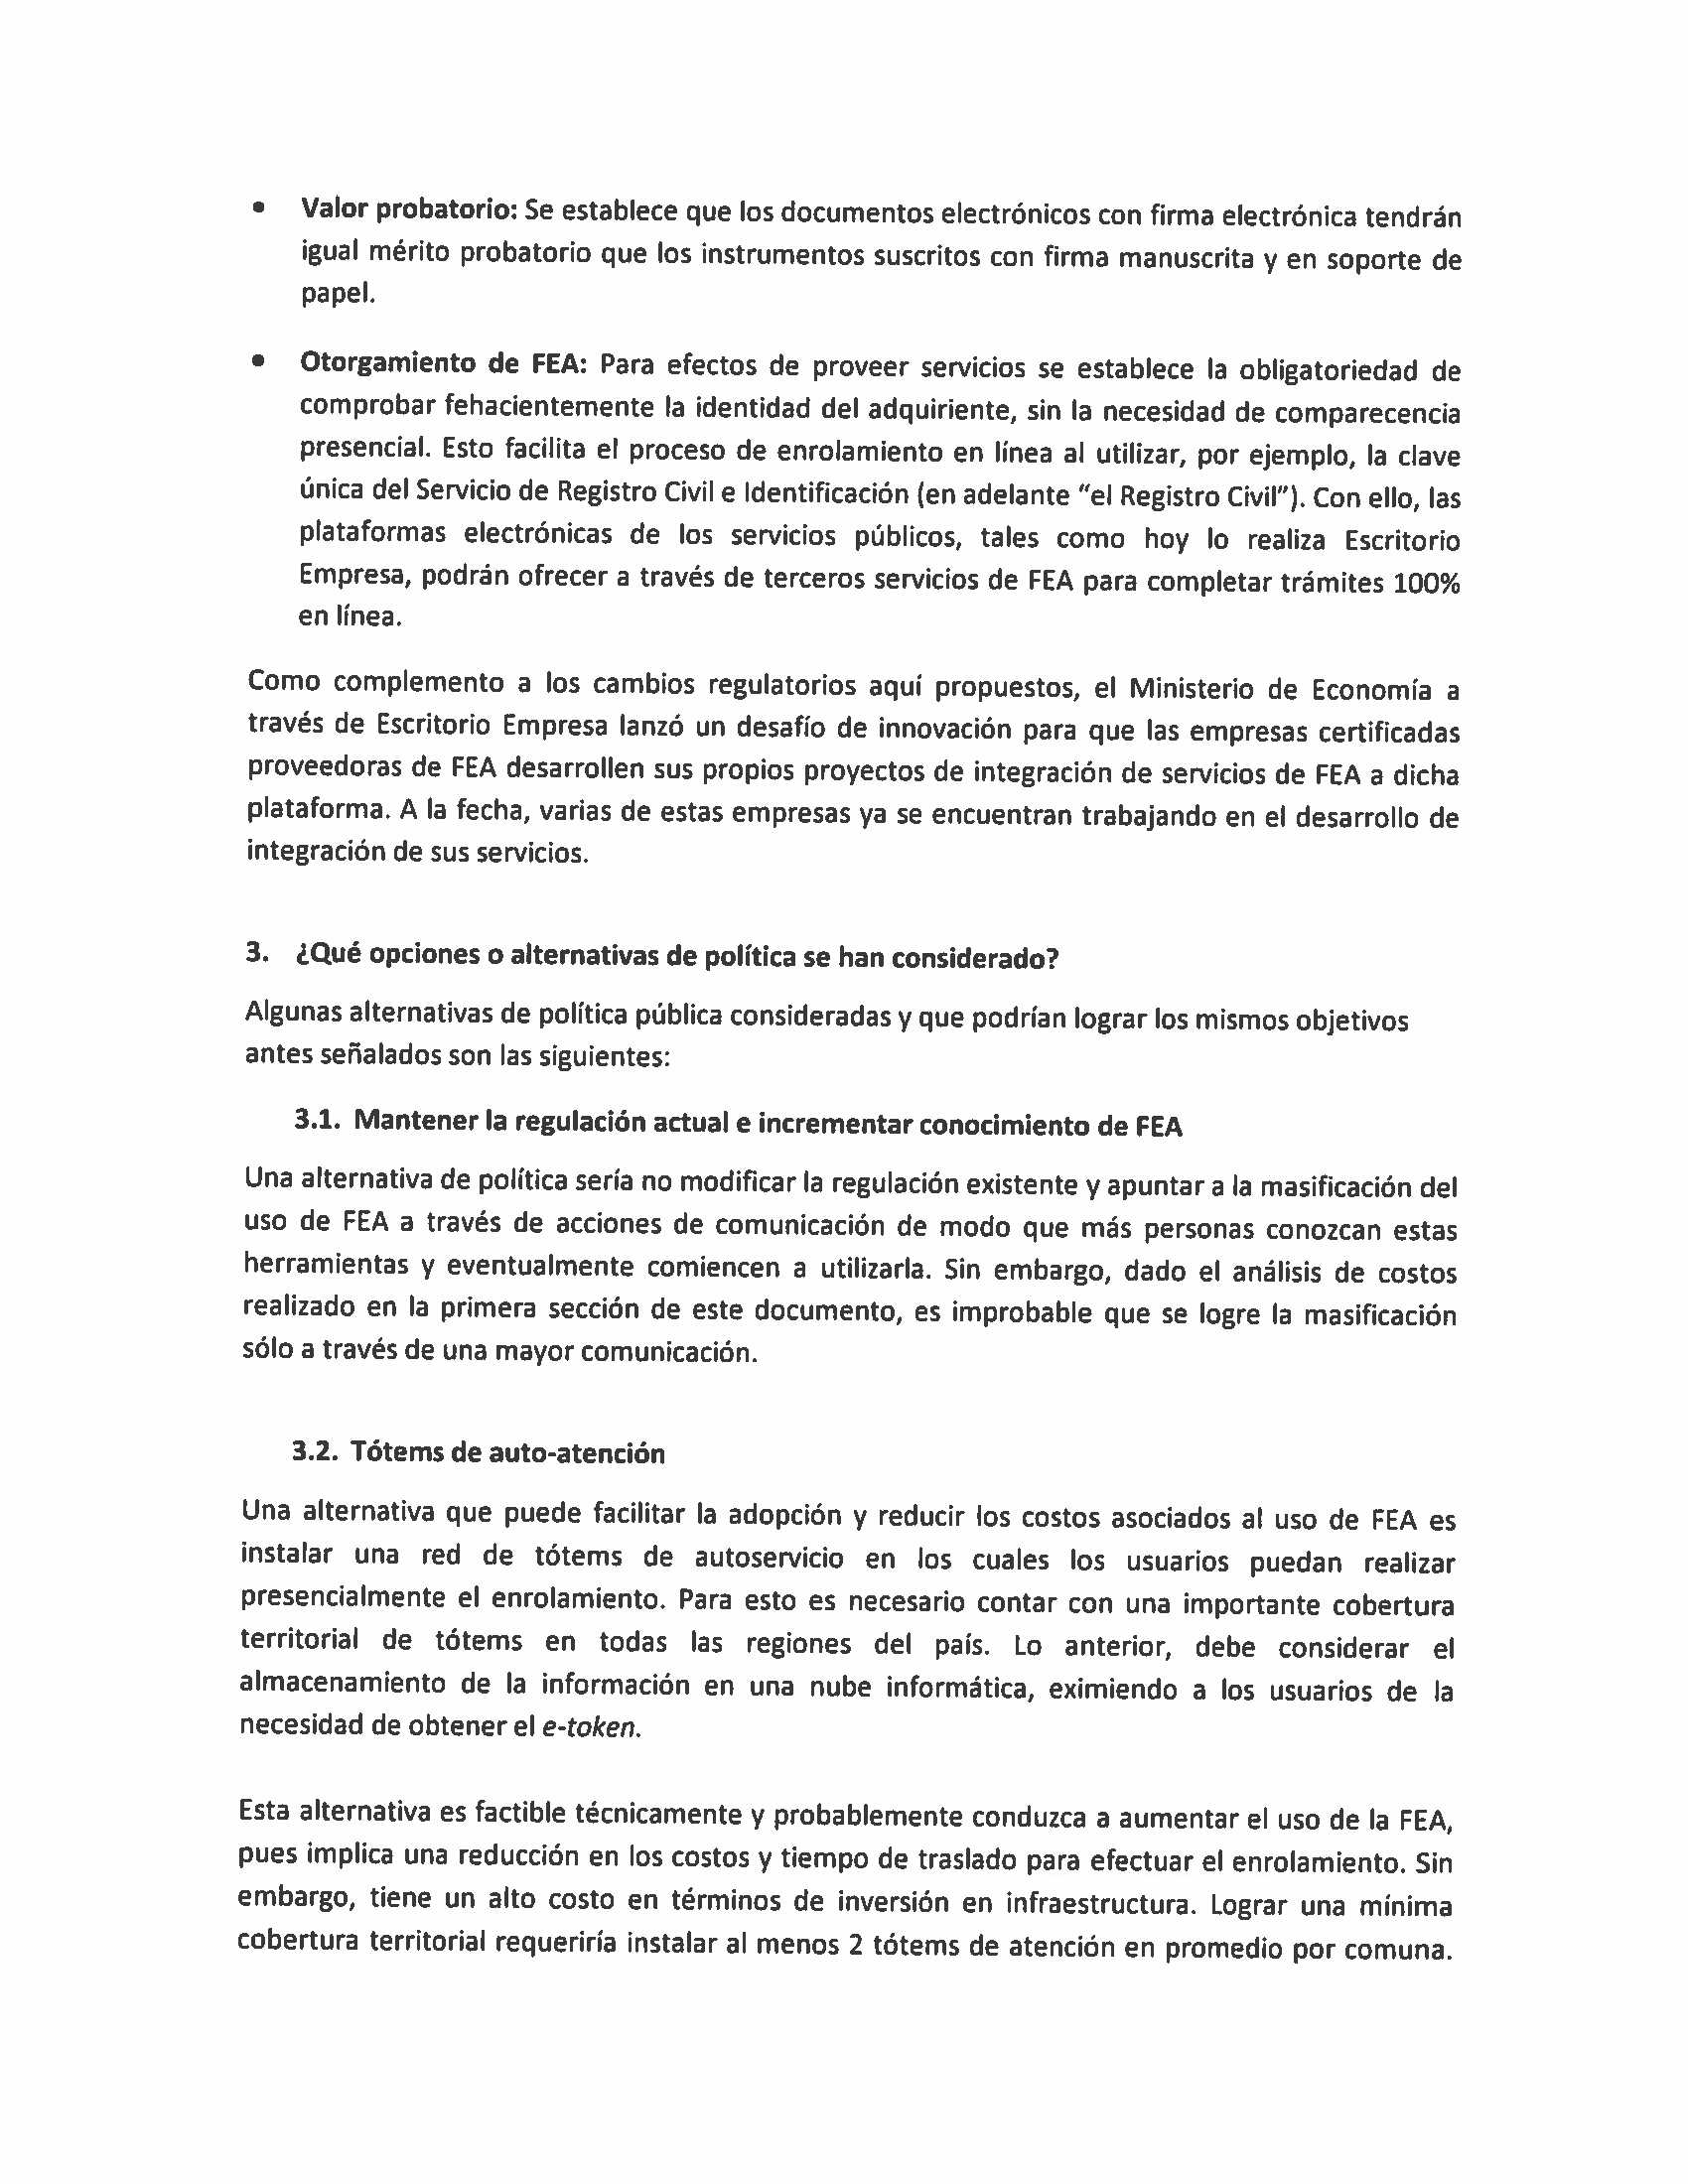 • Valor probatorio: Se establece que los documentos electrónicos con firma electrónica tendrán
igual mérito probatorio que los instrumentos suscritos con firma manuscrita y en soporte de
papel.
• Otorgamiento de FEA: Para efectos de proveer servicios se establece la obligatoriedad de
comprobar fehacientemente la identidad del adquiriente, sin la necesidad de comparecencia
presencial. Esto facilita el proceso de enrolamiento en línea al utilizar, por ejemplo, la clave
única del Servicio de Registro Civil e Identificación (en adelante "el Registro Civil"). Con ello, las
plataformas electrónicas de los servicios públicos, tales como hoy lo realiza Escritorio
Empresa, podrán ofrecer a través de terceros servicios de FEA para completar trámites 100%
en línea.
Como complemento a los cambios regulatorios aquí propuestos, el Ministerio de Economía a
través de Escritorio Empresa lanzó un desafío de innovación para que las empresas certificadas
proveedoras de FEA desarrollen sus propios proyectos de integración de servicios de FEA a dicha
plataforma. A la fecha, varias de estas empresas ya se encuentran trabajando en el desarrollo de
integración de sus servicios.
3. ¿Qué opciones o alternativas de política se han considerado?
Algunas alternativas de política pública consideradas y que podrían lograr los mismos objetivos
antes señalados son las siguientes:
3.1. Mantener la regulación actual e incrementar conocimiento de FEA
Una alternativa de política sería no modificar la regulación existente y apuntar a la masificación del
uso de FEA a través de acciones de comunicación de modo que más personas conozcan estas
herramientas y eventualmente comiencen a utilizarla. Sin embargo, dado el análisis de costos
realizado en la primera sección de este documento, es improbable que se logre la masificación
sólo a través de una mayor comunicación.
3.2. Tótems de auto-atención
Una alternativa que puede facilitar la adopción y reducir los costos asociados al uso de FEA es
instalar una red de tótems de autoservicio en los cuales los usuarios puedan realizar
presencialmente el enrolamiento. Para esto es necesario contar con una importante cobertura
territorial de tótems en todas las regiones del país. Lo anterior, debe considerar el
almacenamiento de la información en una nube informática, eximiendo a los usuarios de la
necesidad de obtener el e-token.
Esta alternativa es factible técnicamente y probablemente conduzca a aumentar el uso de la FEA,
pues implica una reducción en los costos y tiempo de traslado para efectuar el enrolamiento. Sin
embargo, tiene un alto costo en términos de inversión en infraestructura. Lograr una mínima
cobertura territorial requeriría instalar al menos 2 tótems de atención en promedio por comuna.